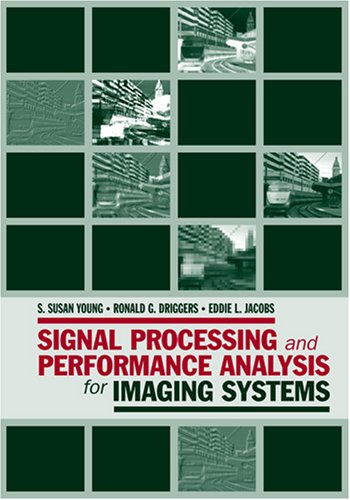 S. SUSAN YOUNG • RONALD G. DRIGGERS • EDDIE L. JACOBS
SIGNAL PROCESSING and
PERFORMANCE ANALYSIS
for IMAGING SYSTEMS